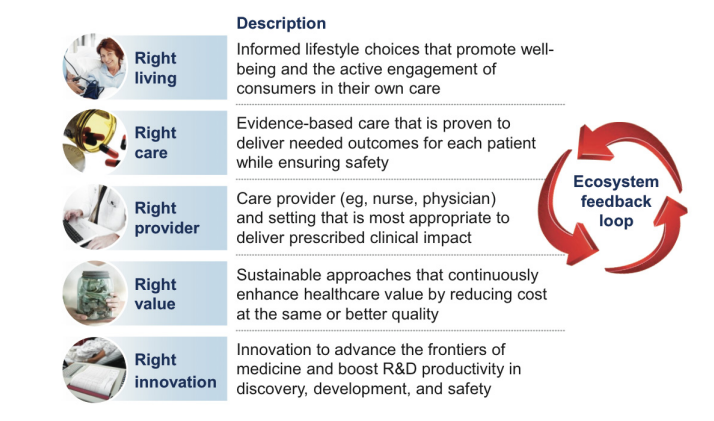 Description
Right
living
Informed lifestyle choices that promote well-
being and the active engagement of
consumers in their own care
Right
care
Evidence-based care that is proven to
deliver needed outcomes for each patient
while ensuring safety
Right
provider
Care provider (eg, nurse, physician)
and setting that is most appropriate to
deliver prescribed clinical impact
Right
value
Sustainable approaches that continuously
enhance healthcare value by reducing cost
at the same or better quality
Right
innovation
Innovation to advance the frontiers of
medicine and boost R&D productivity in
discovery, development, and safety
Ecosystem
feedback
loop